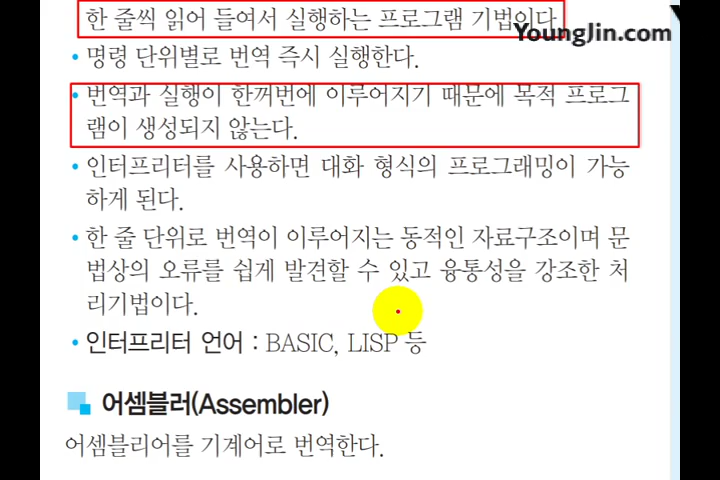 한 줄씩 읽어 들여서 실행하는 프로그램 기법이다
YoungJin.com
• 명령 단위별로 번역 즉시 실행한다.
• 번역과 실행이 한꺼번에 이루어지기 때문에 목적 프로그
램이 생성되지 않는다.
• 인터프리터를 사용하면 대화 형식의 프로그래밍이 가능
하게 된다.
• 한 줄 단위로 번역이 이루어지는 동적인 자료구조이며 문
법상의 오류를 쉽게 발견할 수 있고 융통성을 강조한 처
리기법이다.
• 인터프리터 언어 : BASIC, LISP 등
어셈블러(Assembler)
어셈블리어를 기계어로 번역한다.